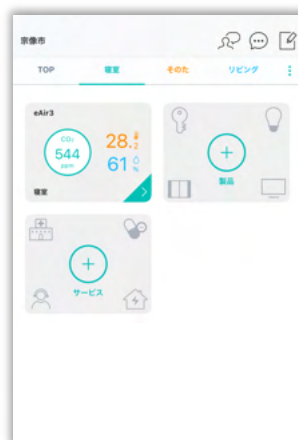 宗像市
TOP 寝室 そのた リビング
eAir3
CO₂
544
ppm
28.2
61 %
寝室
製品
サービス